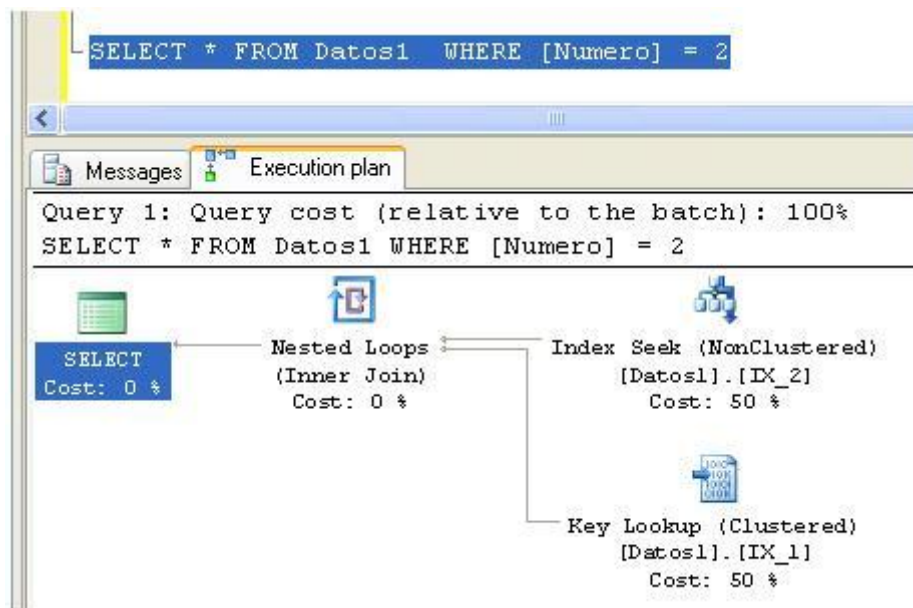 SELECT * FROM Datos1  WHERE [Numero] = 2
Messages
Execution plan
Query 1: Query cost (relative to the batch): 100%
SELECT * FROM Datos1 WHERE [Numero] = 2
SELECT
Cost: 0 %
Nested Loops
(Inner Join)
Cost: 0 %
Index Seek (NonClustered)
[Datos1].[IX_2]
Cost: 50 %
Key Lookup (Clustered)
[Datos1].[IX_1]
Cost: 50 %